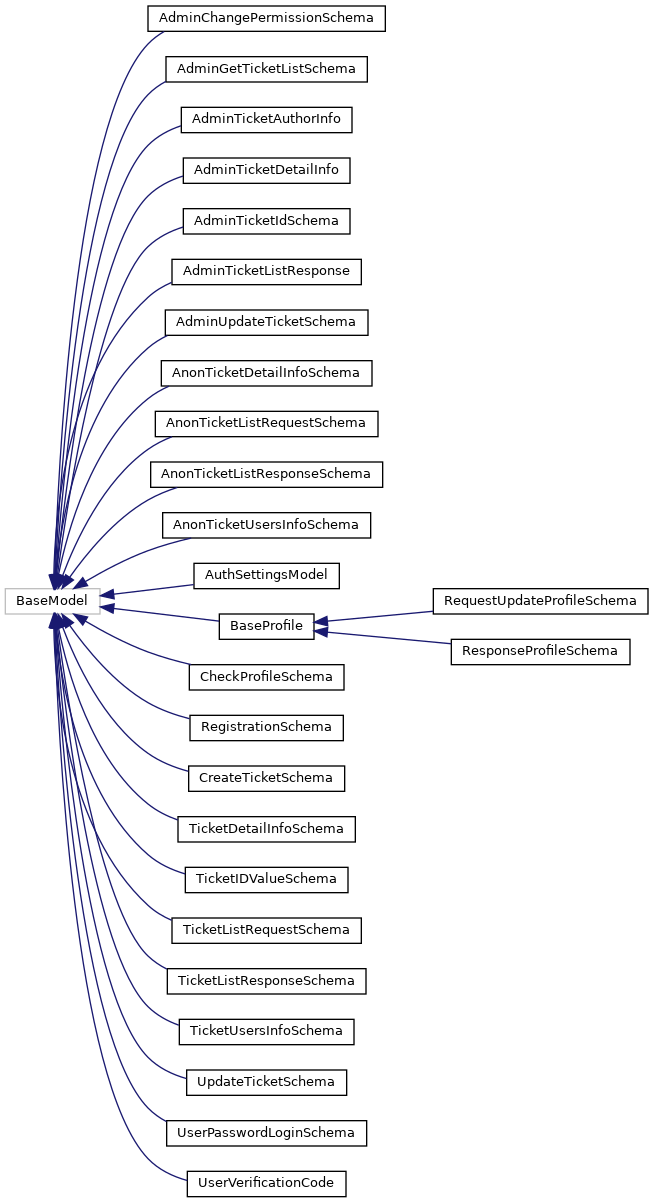 AdminChangePermissionSchema
AdminGetTicketListSchema
AdminTicketAuthorInfo
AdminTicketDetailInfo
AdminTicketIdSchema
AdminTicketListResponse
AdminUpdateTicketSchema
AnonTicketDetailInfoSchema
AnonTicketListRequestSchema
AnonTicketListResponseSchema
AnonTicketUsersInfoSchema
AuthSettingsModel
BaseModel
RequestUpdateProfileSchema
BaseProfile
ResponseProfileSchema
CheckProfileSchema
RegistrationSchema
CreateTicketSchema
TicketDetailInfoSchema
TicketIDValueSchema
TicketListRequestSchema
TicketListResponseSchema
TicketUsersInfoSchema
UpdateTicketSchema
UserPasswordLoginSchema
UserVerificationCode